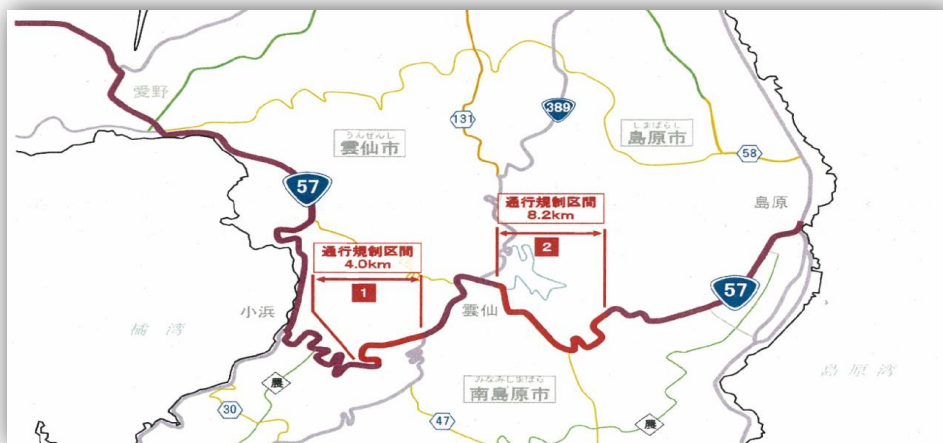 愛野
131
389
うんぜんし
雲仙市
しまばらし
島原市
58
57
通行規制区間
8.2km
2
島原
通行規制区間
4.0km
1
小浜
雲仙
57
橘湾
島原湾
みなみしまばらし
南島原市
農
30
47
農